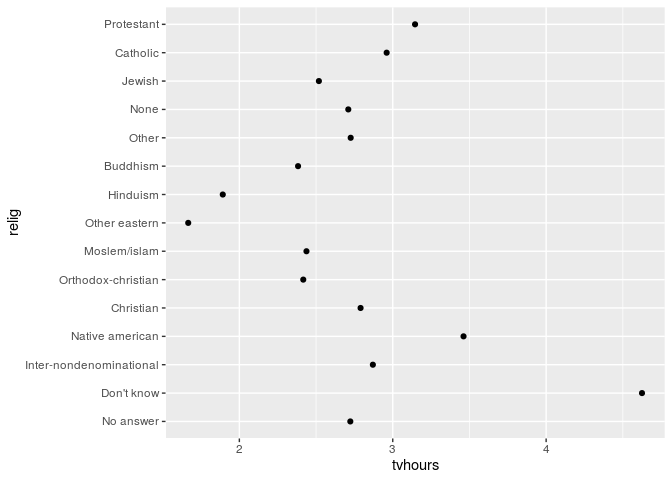 Protestant
Catholic
Jewish
None
Other
Buddhism
Hinduism
Other eastern
Moslem/islam
Orthodox-christian
Christian
Native american
Inter-nondenominational
Don't know
No answer
relig
2 3 4
tvhours